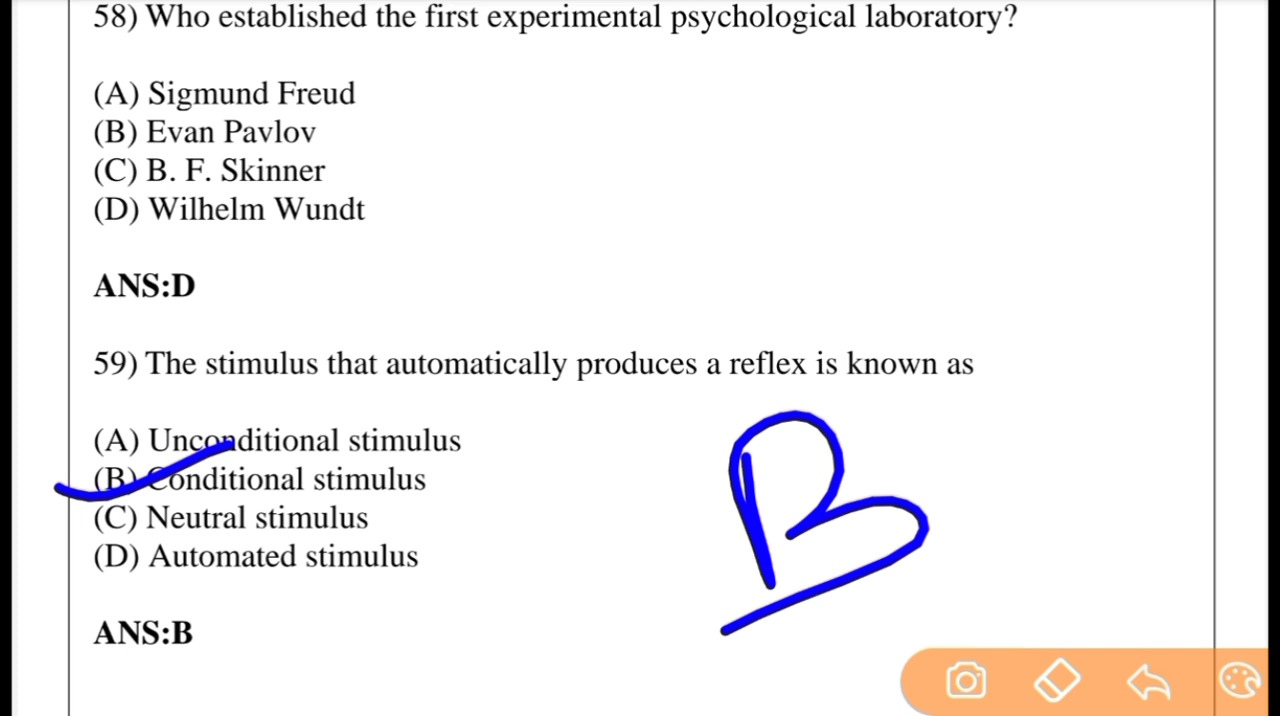 58) Who established the first experimental psychological laboratory?
(A) Sigmund Freud
(B) Evan Pavlov
(C) B. F. Skinner
(D) Wilhelm Wundt
ANS:D
59) The stimulus that automatically produces a reflex is known as
(A) Unconditional stimulus
(B) Conditional stimulus
(C) Neutral stimulus
(D) Automated stimulus
B
ANS:B